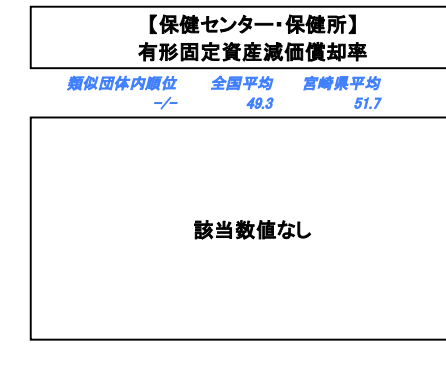 【保健センター・保健所】
有形固定資産減価償却率
類似団体内順位 全国平均 宮崎県平均
-/- 49.3 51.7
該当数値なし